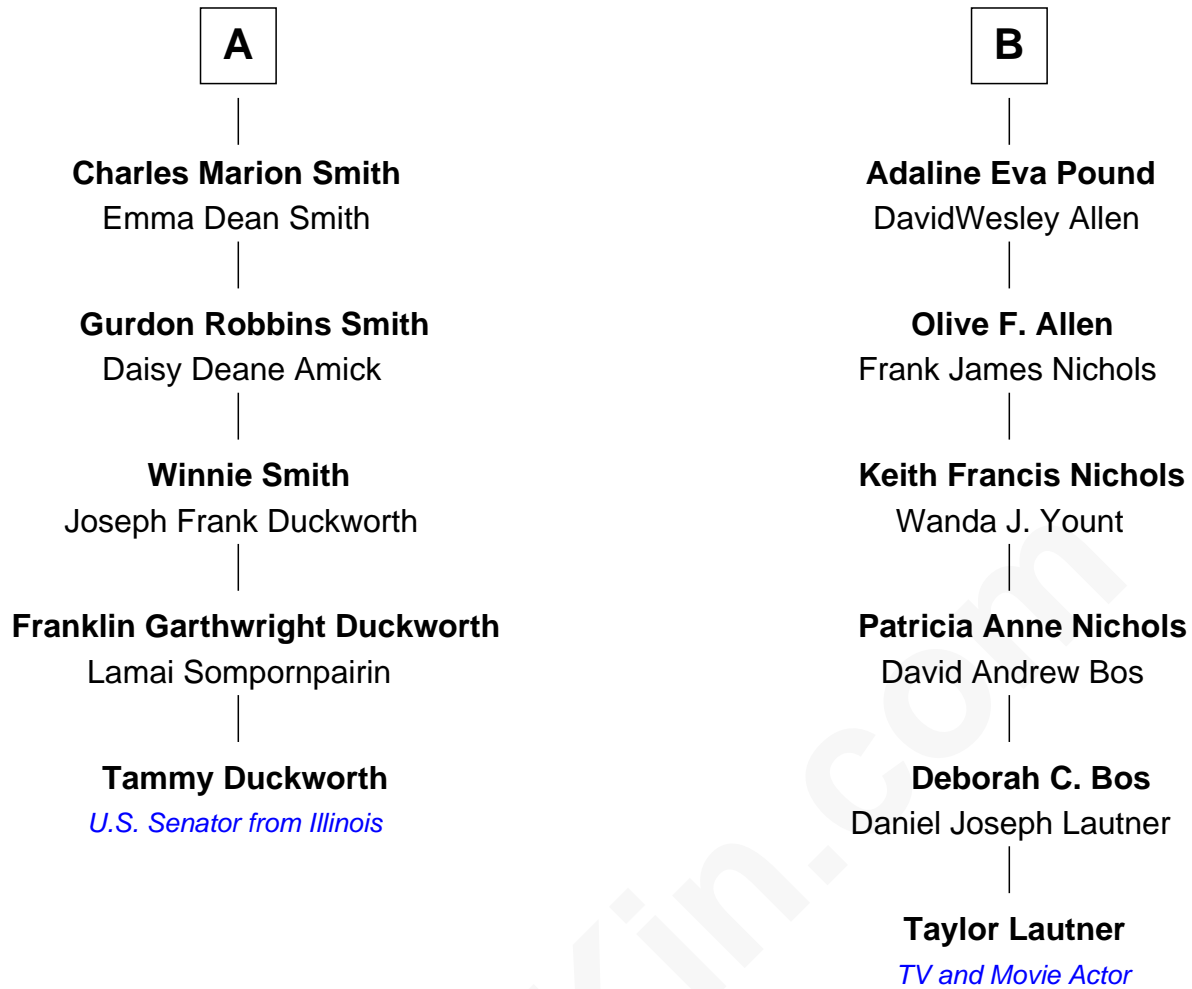 A
Charles Marion Smith
Emma Dean Smith
Gurdon Robbins Smith
Daisy Deane Amick
Winnie Smith
Joseph Frank Duckworth
Franklin Garthwright Duckworth
Lamai Sompornpairin
Tammy Duckworth
U.S. Senator from Illinois
B
Adaline Eva Pound
DavidWesley Allen
Olive F. Allen
Frank James Nichols
Keith Francis Nichols
Wanda J. Yount
Patricia Anne Nichols
David Andrew Bos
Deborah C. Bos
Daniel Joseph Lautner
Taylor Lautner
TV and Movie Actor